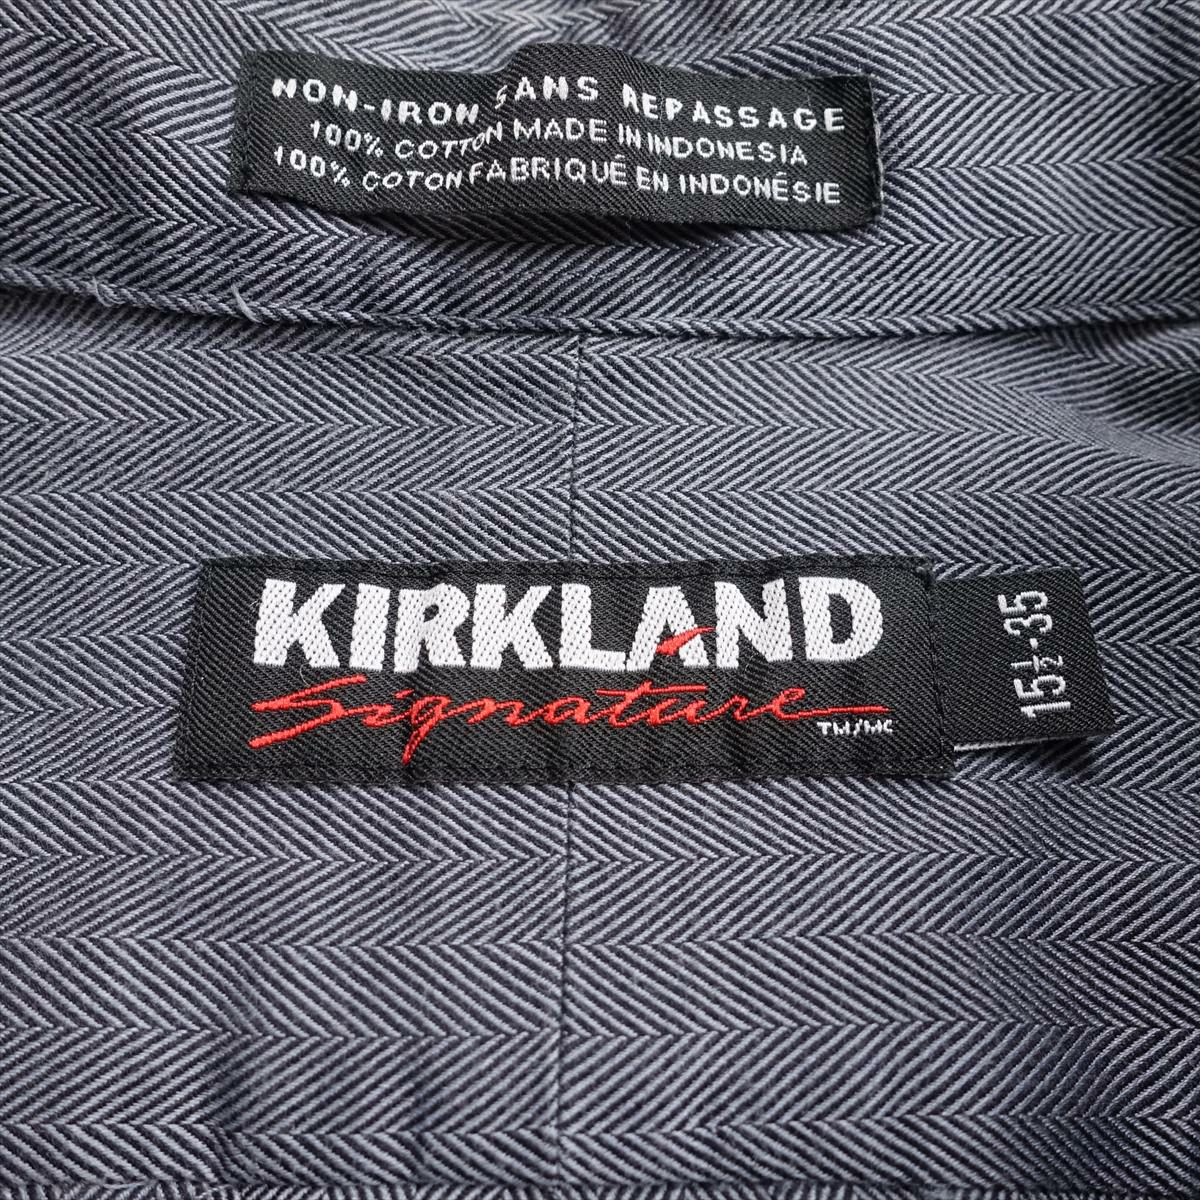 NON-IRON SANS REPASSAGE
100% COTTON MADE IN INDONESIA
100% COTON FABRIQUÉ EN INDONÉSIE
KIRKLAND
Signature
TM/MC
15½-35